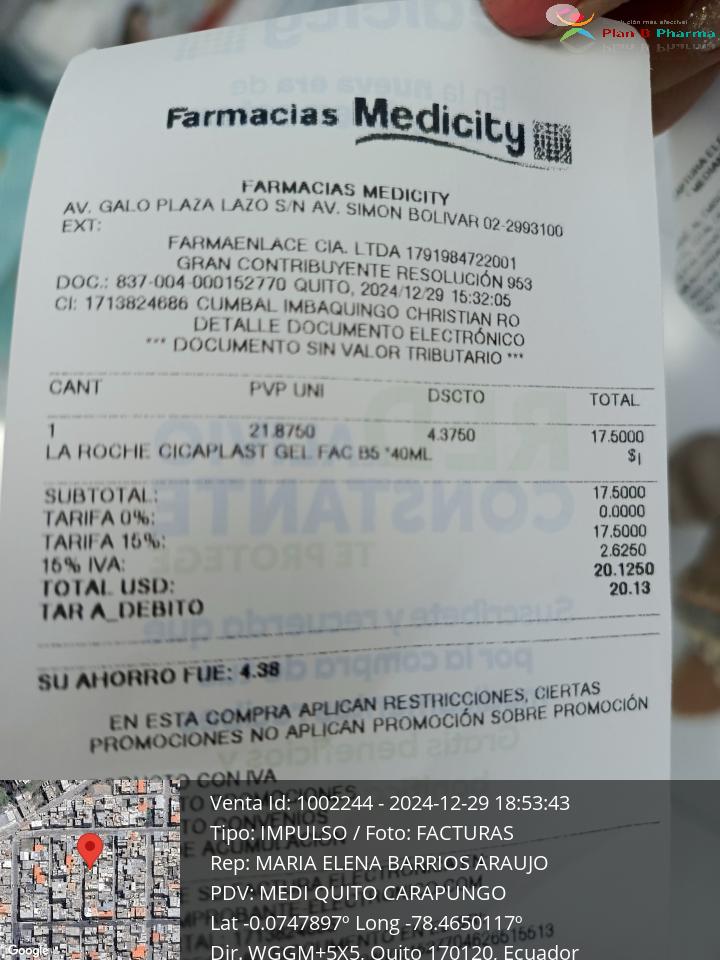 Plan B Pharma
Farmacias Medicity
FARMACIAS MEDICITY
AV. GALO PLAZA LAZO S/N AV. SIMON BOLIVAR 02-2993100
EXT:
FARMAENLACE CIA. LTDA 1791984722001
GRAN CONTRIBUYENTE RESOLUCIÓN 953
DOC.: 837-004-000152770 QUITO, 2024/12/29 15:32:05
CI: 1713824686 CUMBAL IMBAQUINGO CHRISTIAN RO
DETALLE DOCUMENTO ELECTRÓNICO
*** DOCUMENTO SIN VALOR TRIBUTARIO ***
CANT PVP UNI DSCTO TOTAL
1 21.8750 4.3750 17.5000
LA ROCHE CICAPLAST GEL FAC B5 *40ML $
SUBTOTAL: 17.5000
TARIFA 0%: 0.0000
TARIFA 15%: 17.5000
15% IVA: 2.6250
TOTAL USD: 20.1250
TAR A_DEBITO 20.13
SU AHORRO FUE: 4.38
EN ESTA COMPRA APLICAN RESTRICCIONES, CIERTAS
PROMOCIONES NO APLICAN PROMOCIÓN SOBRE PROMOCIÓN
CON IVA
Venta Id: 1002244 - 2024-12-29 18:53:43
Tipo: IMPULSO / Foto: FACTURAS
Rep: MARIA ELENA BARRIOS ARAUJO
PDV: MEDI QUITO CARAPUNGO
Lat -0.0747897º Long -78.4650117º
Dir. WGGM+5X5, Quito 170120, Ecuador
Google